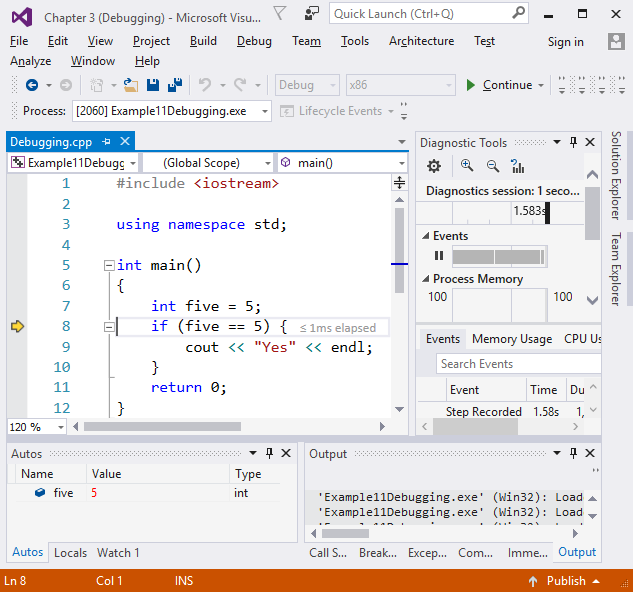 Chapter 3 (Debugging) - Microsoft Visu...
Quick Launch (Ctrl+Q)
File Edit View Project Build Debug Team Tools Architecture Test Sign in
Analyze Window Help
Debug x86 Continue
Process: [2060] Example11Debugging.exe Lifecycle Events
Debugging.cpp
Example11Debugg (Global Scope) main()
1 #include <iostream>
2
3 using namespace std;
4
5 int main()
6 {
7 int five = 5;
8 if (five == 5) { ≤ 1ms elapsed
9 cout << "Yes" << endl;
10 }
11 return 0;
12 }
120 %
Diagnostic Tools
Diagnostics session: 1 seco...
1.583s
Events
Process Memory
100 100
Events Memory Usage CPU Us
Search Events
Event Time Du
Step Recorded 1.58s 1,
Solution Explorer
Team Explorer
Autos
Name Value Type
five 5 int
Autos Locals Watch 1
Output
'Example11Debugging.exe' (Win32): Load
'Example11Debugging.exe' (Win32): Load
Call S... Break... Excep... Com... Imme... Output
Ln 8 Col 1 INS Publish